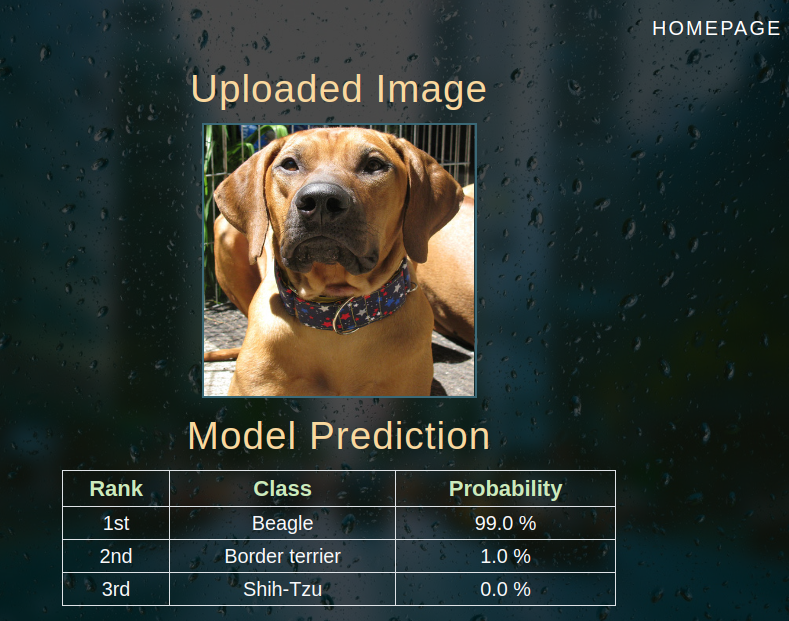 HOMEPAGE
Uploaded Image
Model Prediction
Rank Class Probability
1st Beagle 99.0 %
2nd Border terrier 1.0 %
3rd Shih-Tzu 0.0 %